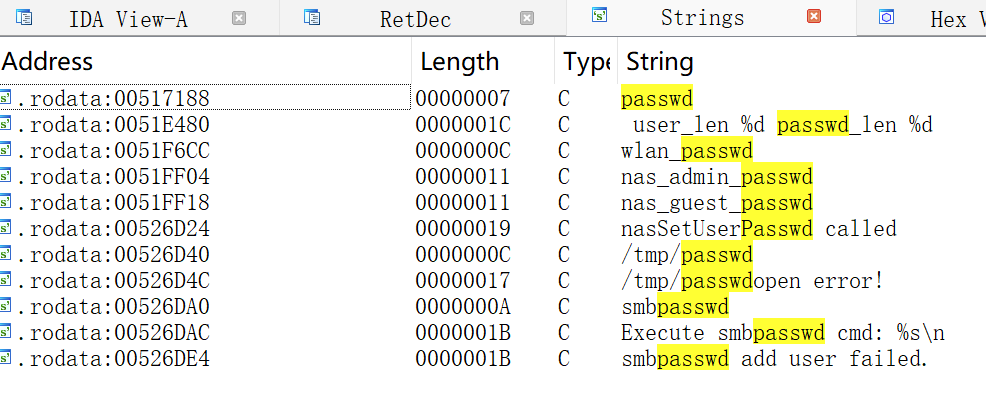 IDA View-A RetDec Strings Hex V
Address Length Type String
.rodata:00517188 00000007 C passwd
.rodata:0051E480 0000001C C user_len %d passwd_len %d
.rodata:0051F6CC 0000000C C wlan_passwd
.rodata:0051FF04 00000011 C nas_admin_passwd
.rodata:0051FF18 00000011 C nas_guest_passwd
.rodata:00526D24 00000019 C nasSetUserPasswd called
.rodata:00526D40 0000000C C /tmp/passwd
.rodata:00526D4C 00000017 C /tmp/passwdopen error!
.rodata:00526DA0 0000000A C smbpasswd
.rodata:00526DAC 0000001B C Execute smbpasswd cmd: %s\n
.rodata:00526DE4 0000001B C smbpasswd add user failed.